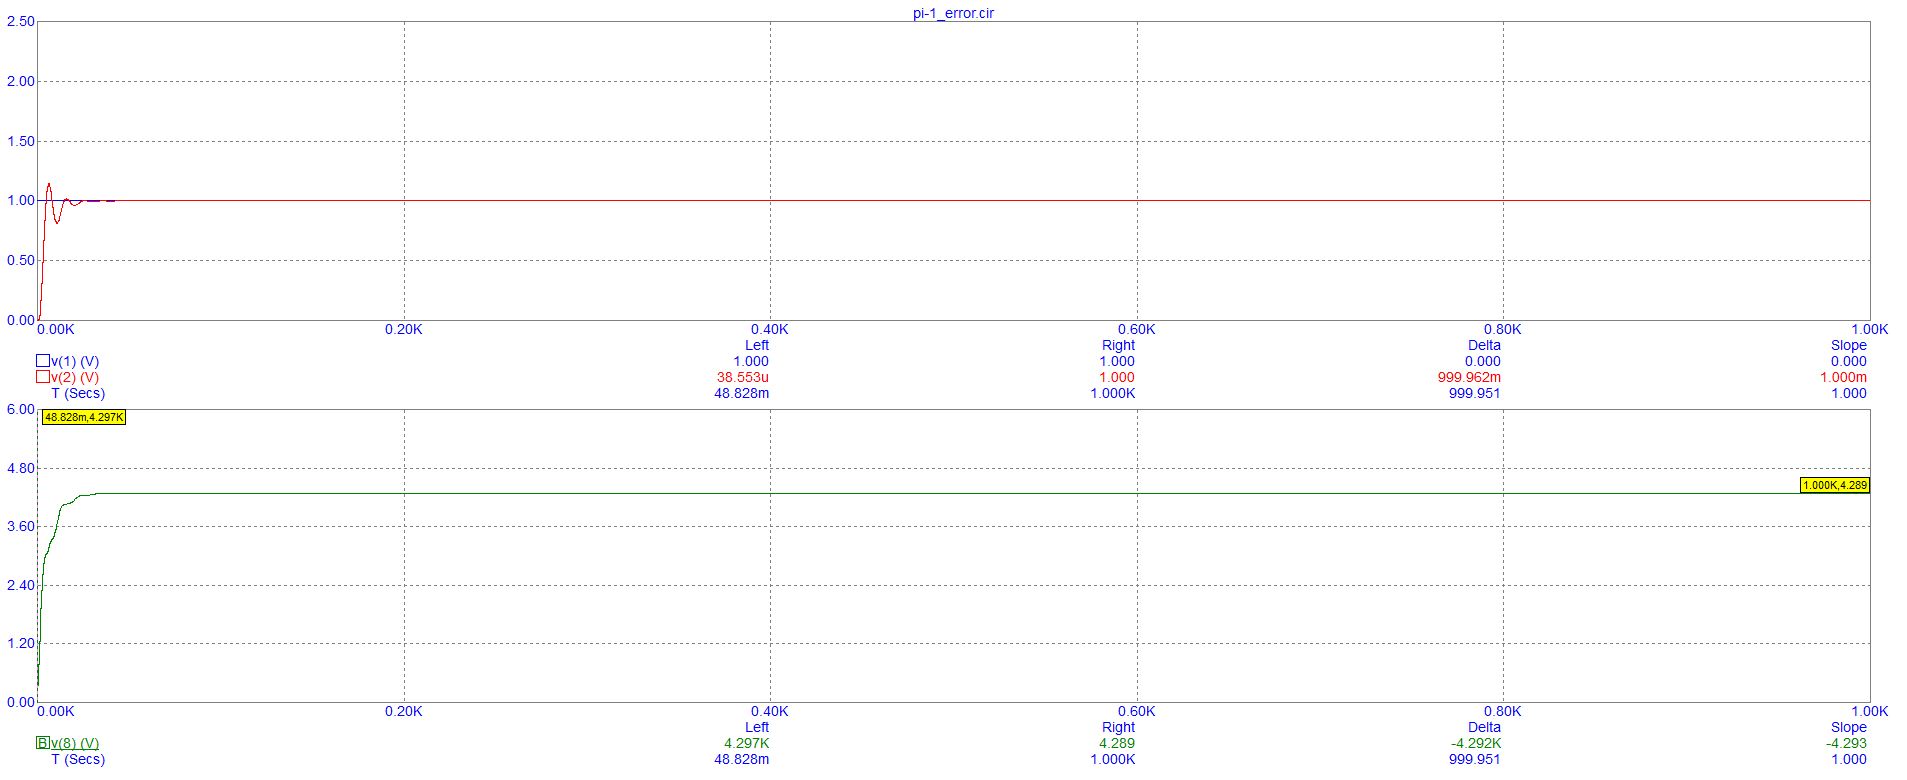 pi-1_error.cir
2.50
2.00
1.50
1.00
0.50
0.00
0.00K 0.20K 0.40K 0.60K 0.80K 1.00K
Left Right Delta Slope
v(1) (V) 1.000 1.000 0.000 0.000
v(2) (V) 38.553u 1.000 999.962m 1.000m
T (Secs) 48.828m 1.000K 999.951 1.000
6.00
48.828m,4.297K
4.80
1.000K,4.289
3.60
2.40
1.20
0.00
0.00K 0.20K 0.40K 0.60K 0.80K 1.00K
Left Right Delta Slope
B v(8) (V) 4.297K 4.289 -4.292K -4.293
T (Secs) 48.828m 1.000K 999.951 1.000